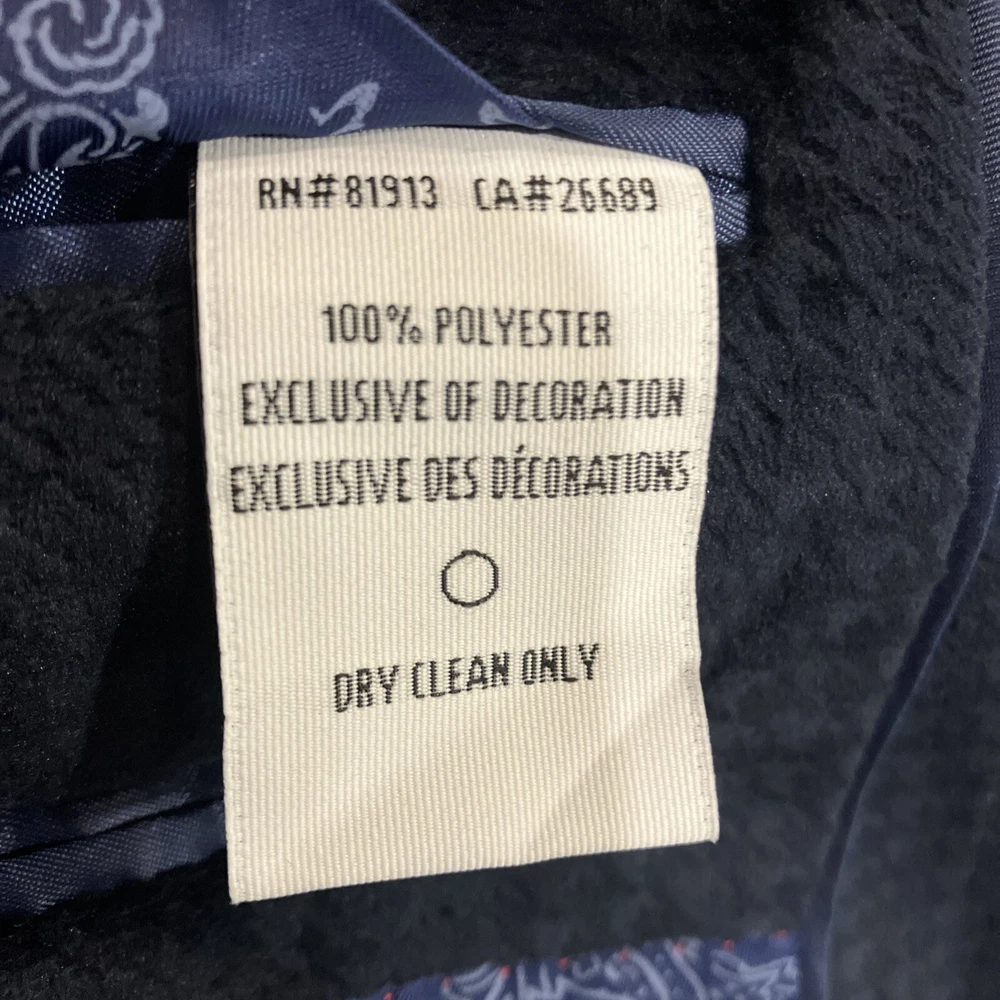 RN#81913 CA#26689
100% POLYESTER
EXCLUSIVE OF DECORATION
EXCLUSIVE DES DÉCORATIONS
DRY CLEAN ONLY